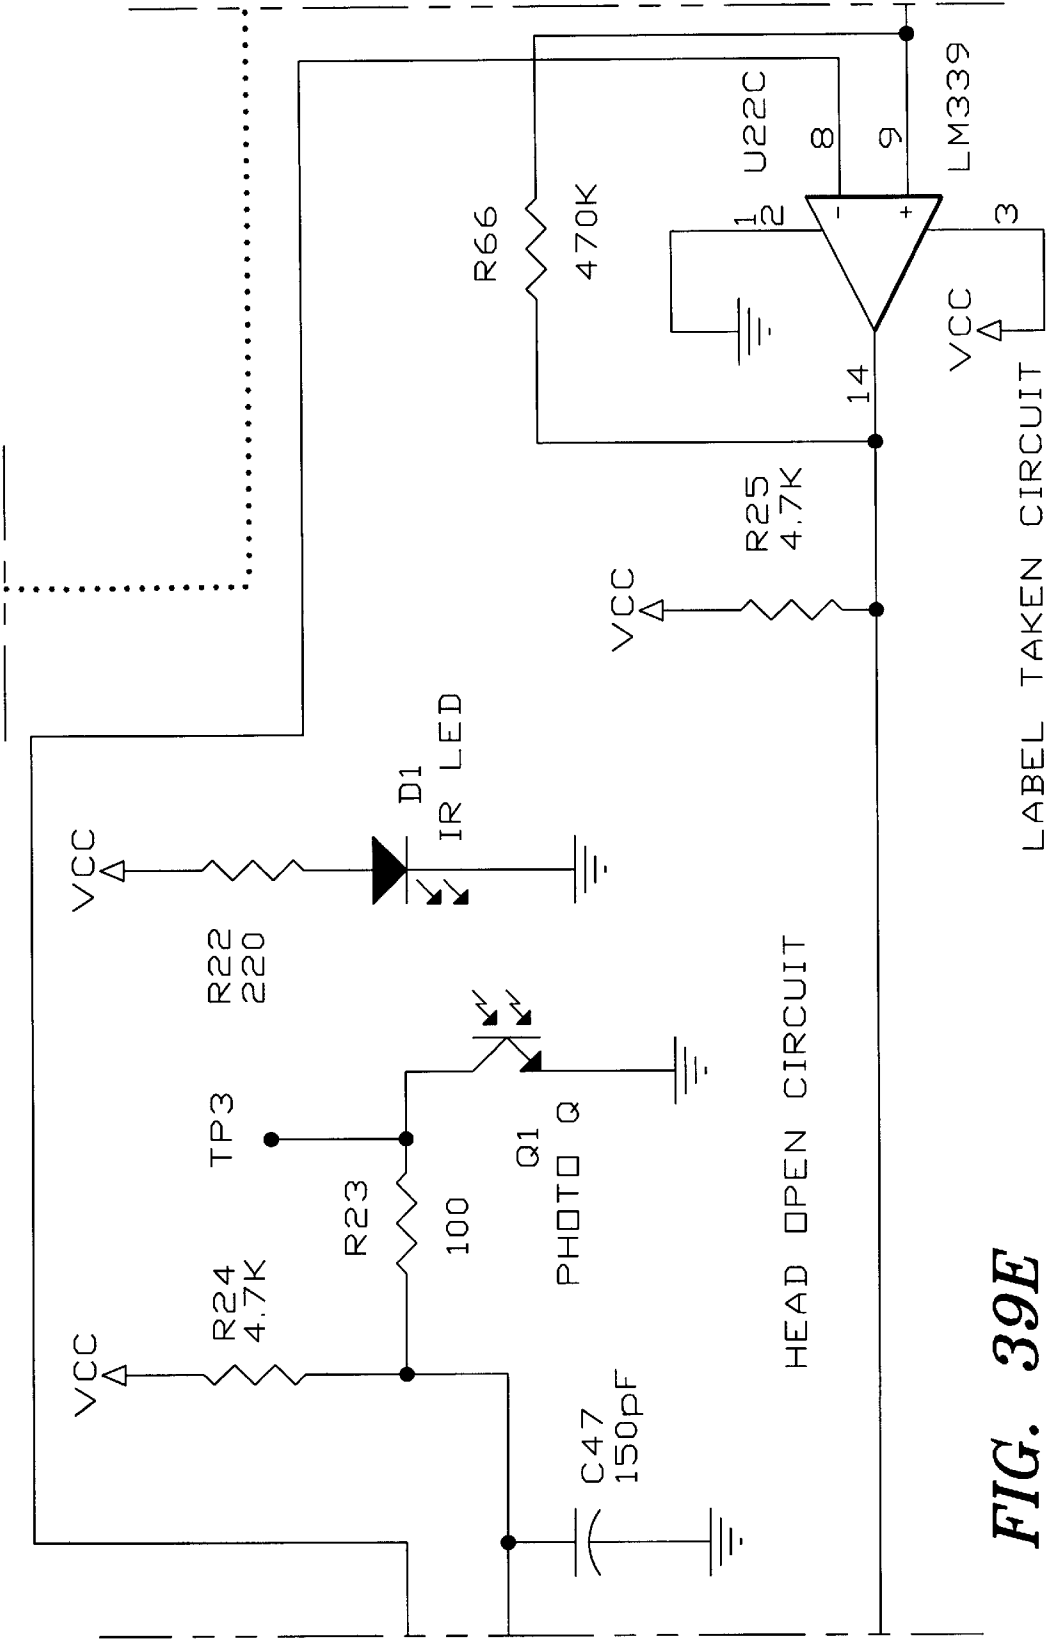 VCC
R24
4.7K
R23
100
TP3
C47
150pF
Q1
PHOTO Q
VCC
R22
220
D1
IR LED
HEAD OPEN CIRCUIT
VCC
R25
4.7K
R66
470K
U22C
LM339
8
9
-
+
12
3
14
VCC
LABEL TAKEN CIRCUIT
FIG. 39E